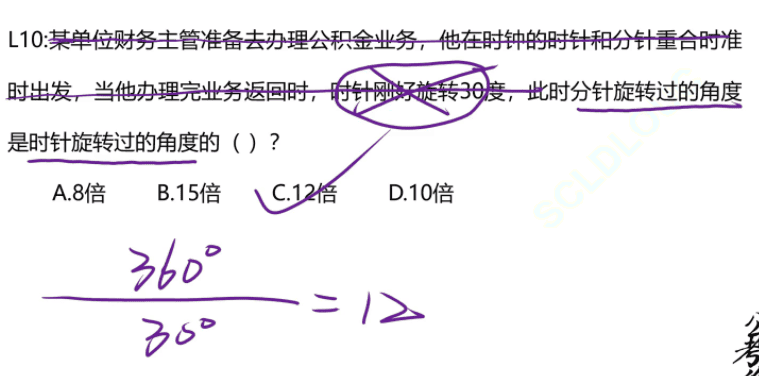 L10:某单位财务主管准备去办理公积金业务，他在时钟的时针和分针重合时准
时出发，当他办理完业务返回时，时针刚好旋转30度，此时分针旋转过的角度
是时针旋转过的角度的（ ）？
A.8倍 B.15倍 C.12倍 D.10倍
SCLDLO
360°
30°
= 12
公
考